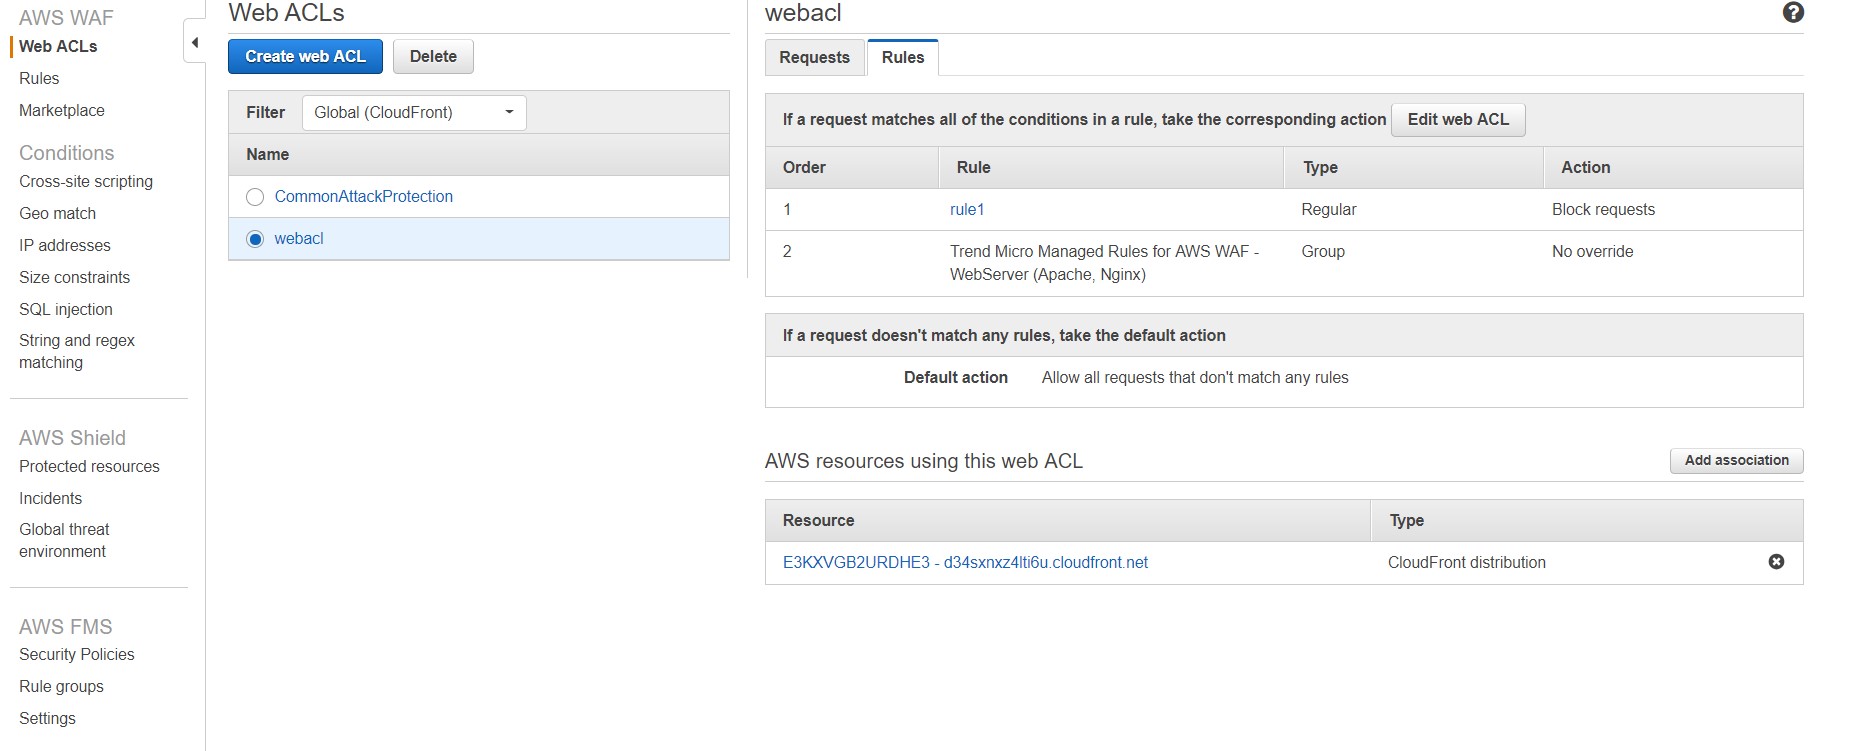 AWS WAF
Web ACLs
Rules
Marketplace
Conditions
Cross-site scripting
Geo match
IP addresses
Size constraints
SQL injection
String and regex
matching
AWS Shield
Protected resources
Incidents
Global threat
environment
AWS FMS
Security Policies
Rule groups
Settings
Web ACLs
Create web ACL Delete
Filter Global (CloudFront)
Name
CommonAttackProtection
webacl
webacl
?
Requests Rules
If a request matches all of the conditions in a rule, take the corresponding action Edit web ACL
Order Rule Type Action
1 rule1 Regular Block requests
2 Trend Micro Managed Rules for AWS WAF - Group No override
WebServer (Apache, Nginx)
If a request doesn't match any rules, take the default action
Default action Allow all requests that don't match any rules
AWS resources using this web ACL Add association
Resource Type
E3KXVGB2URDHE3 - d34sxnxz4lti6u.cloudfront.net CloudFront distribution